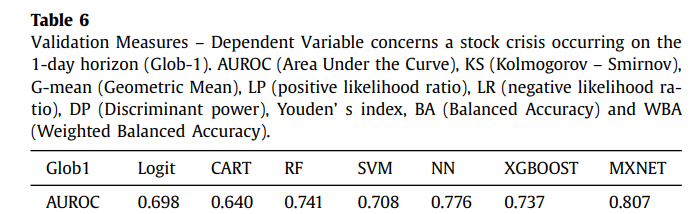 Table 6
Validation Measures – Dependent Variable concerns a stock crisis occurring on the
1-day horizon (Glob-1). AUROC (Area Under the Curve), KS (Kolmogorov – Smirnov),
G-mean (Geometric Mean), LP (positive likelihood ratio), LR (negative likelihood ra-
tio), DP (Discriminant power), Youden' s index, BA (Balanced Accuracy) and WBA
(Weighted Balanced Accuracy).
Glob1 Logit CART RF SVM NN XGBOOST MXNET
AUROC 0.698 0.640 0.741 0.708 0.776 0.737 0.807